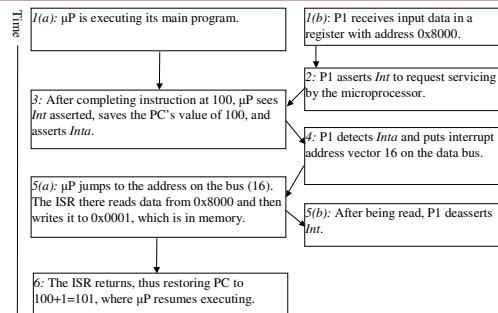 Time
1(a): μP is executing its main program.
1(b): P1 receives input data in a
register with address 0x8000.
2: P1 asserts Int to request servicing
by the microprocessor.
3: After completing instruction at 100, μP sees
Int asserted, saves the PC's value of 100, and
asserts Inta.
4: P1 detects Inta and puts interrupt
address vector 16 on the data bus.
5(a): μP jumps to the address on the bus (16).
The ISR there reads data from 0x8000 and then
writes it to 0x0001, which is in memory.
5(b): After being read, P1 deasserts
Int.
6: The ISR returns, thus restoring PC to
100+1=101, where μP resumes executing.